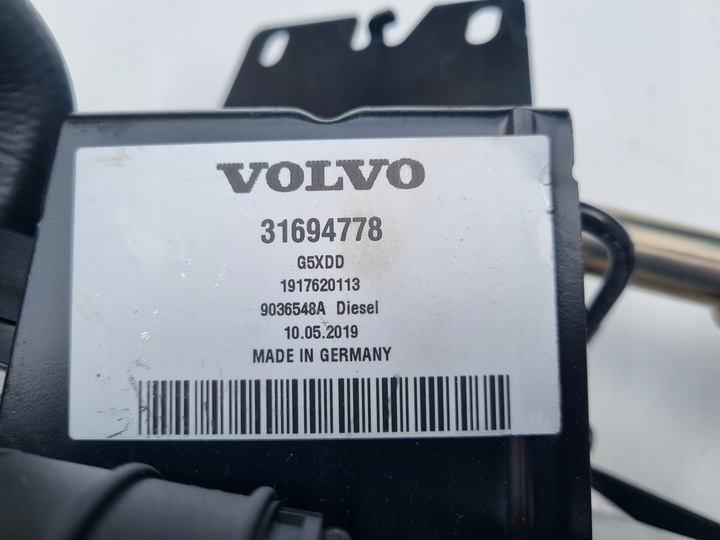 VOLVO
31694778
G5XDD
1917620113
9036548A Diesel
10.05.2019
MADE IN GERMANY